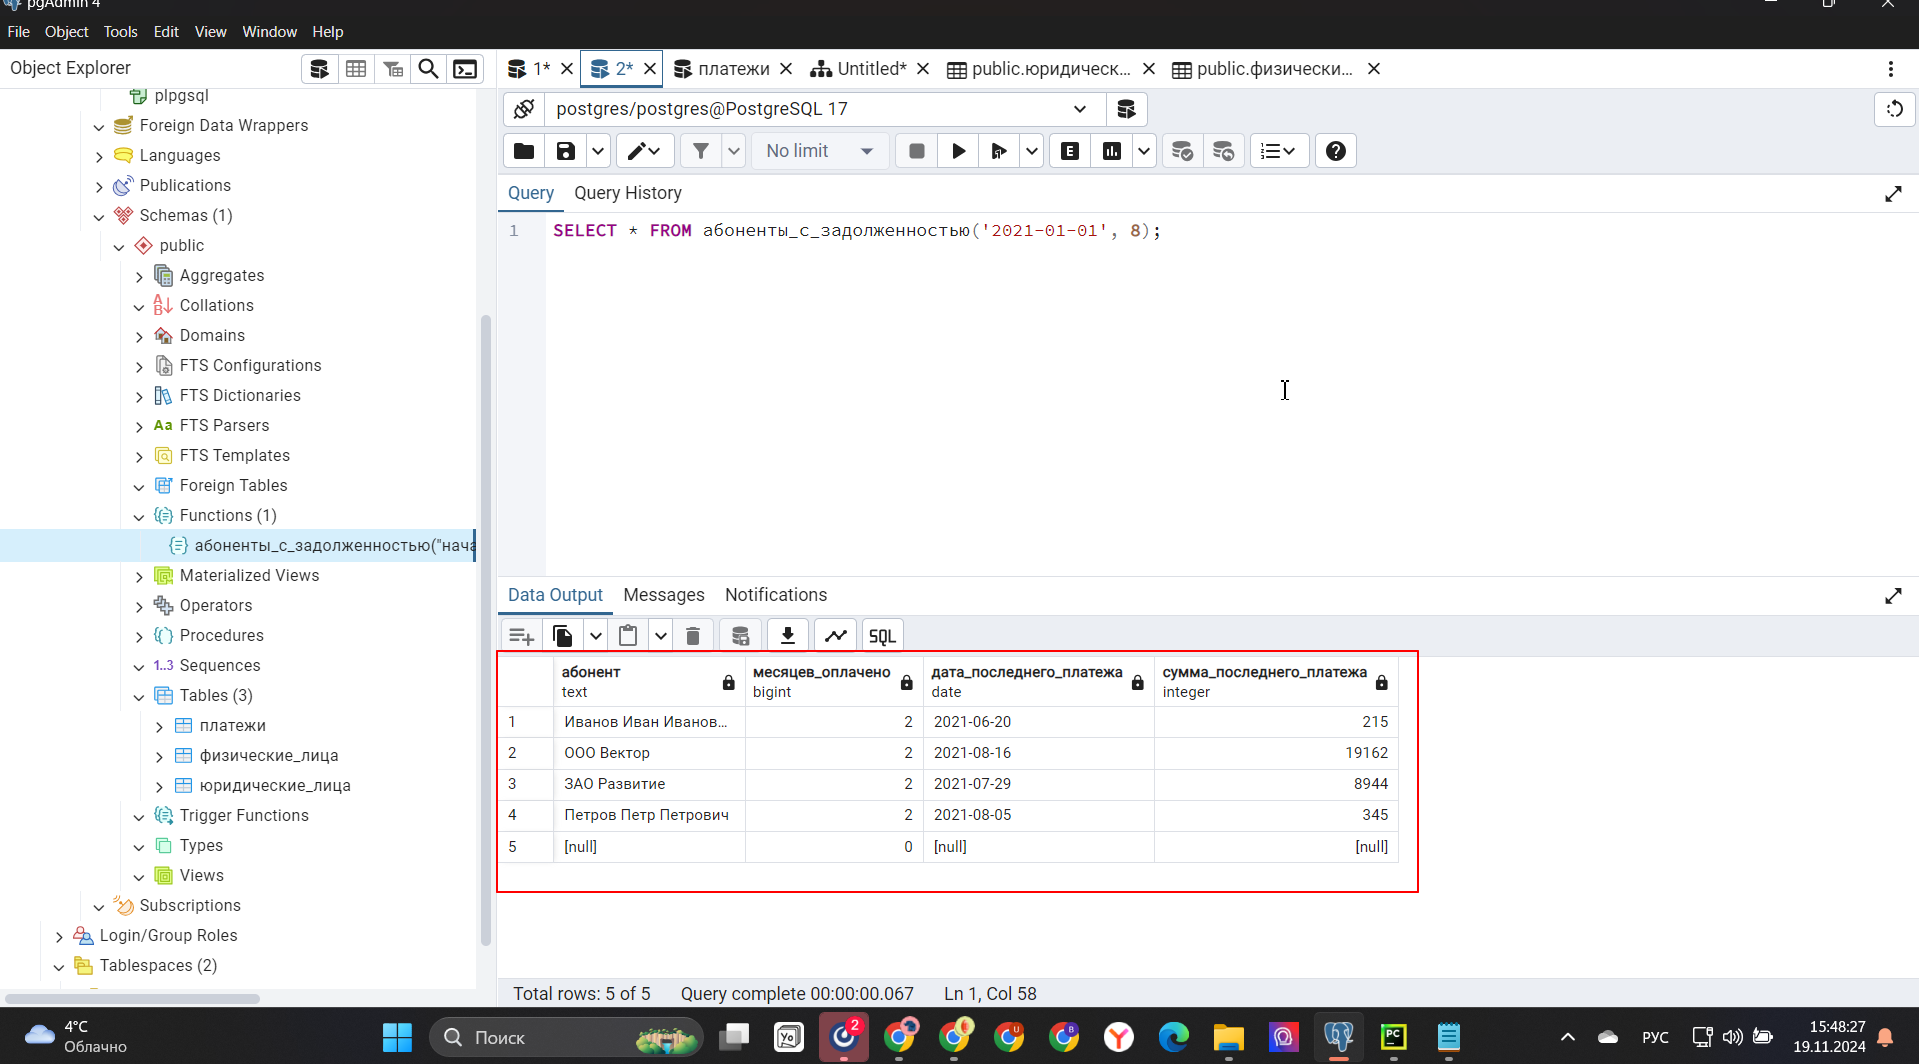 pgAdmin 4
File Object Tools Edit View Window Help
Object Explorer
1* 2* платежи Untitled* public.юридическ... public.физически...
plpgsql
Foreign Data Wrappers
Languages
Publications
Schemas (1)
public
Aggregates
Collations
Domains
FTS Configurations
FTS Dictionaries
Aa FTS Parsers
FTS Templates
Foreign Tables
Functions (1)
абоненты_с_задолженностью("нача
Materialized Views
Operators
Procedures
1..3 Sequences
Tables (3)
платежи
физические_лица
юридические_лица
Trigger Functions
Types
Views
Subscriptions
Login/Group Roles
Tablespaces (2)
postgres/postgres@PostgreSQL 17
No limit E
Query Query History
1 SELECT * FROM абоненты_с_задолженностью('2021-01-01', 8);
Data Output Messages Notifications
SQL
абонент месяцев_оплачено дата_последнего_платежа сумма_последнего_платежа
text bigint date integer
1 Иванов Иван Иванов... 2 2021-06-20 215
2 ООО Вектор 2 2021-08-16 19162
3 ЗАО Развитие 2 2021-07-29 8944
4 Петров Петр Петрович 2 2021-08-05 345
5 [null] 0 [null] [null]
Total rows: 5 of 5 Query complete 00:00:00.067 Ln 1, Col 58
4°C
Облачно
Поиск
2
U
B
PC
РУС
15:48:27
19.11.2024